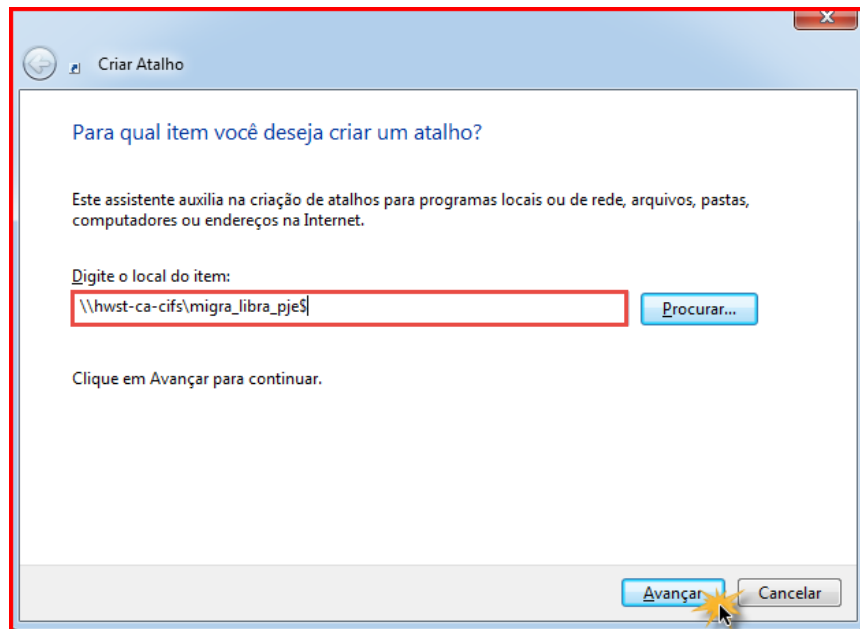 Criar Atalho
Para qual item você deseja criar um atalho?
Este assistente auxilia na criação de atalhos para programas locais ou de rede, arquivos, pastas,
computadores ou endereços na Internet.
Digite o local do item:
\\hwst-ca-cifs\migra_libra_pje$
Procurar...
Clique em Avançar para continuar.
Avançar
Cancelar